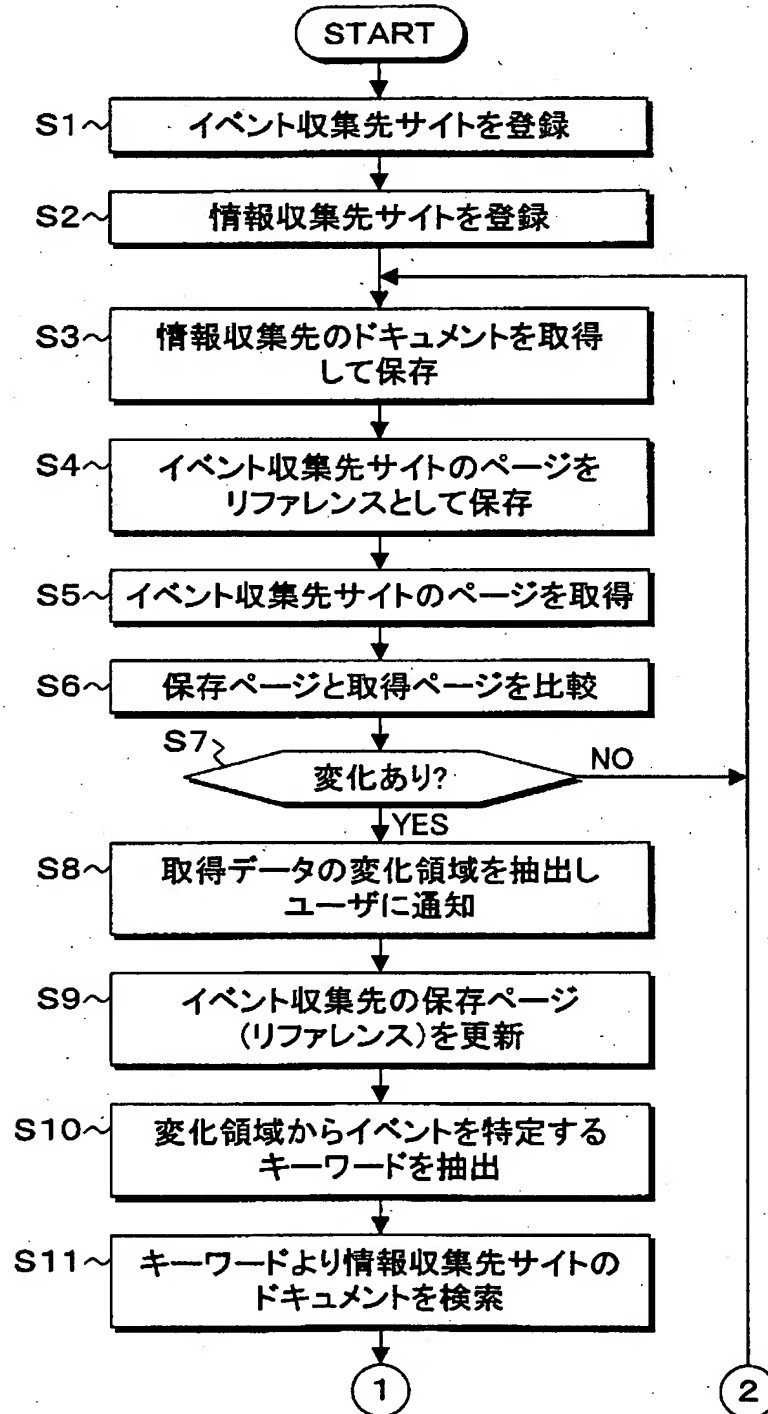 START
S1~ イベント収集先サイトを登録
S2~ 情報収集先サイトを登録
S3~ 情報収集先のドキュメントを取得
して保存
S4~ イベント収集先サイトのページを
リファレンスとして保存
S5~ イベント収集先サイトのページを取得
S6~ 保存ページと取得ページを比較
S7
変化あり?
NO
YES
S8~ 取得データの変化領域を抽出し
ユーザに通知
S9~ イベント収集先の保存ページ
(リファレンス)を更新
S10~ 変化領域からイベントを特定する
キーワードを抽出
S11~ キーワードより情報収集先サイトの
ドキュメントを検索
1
2